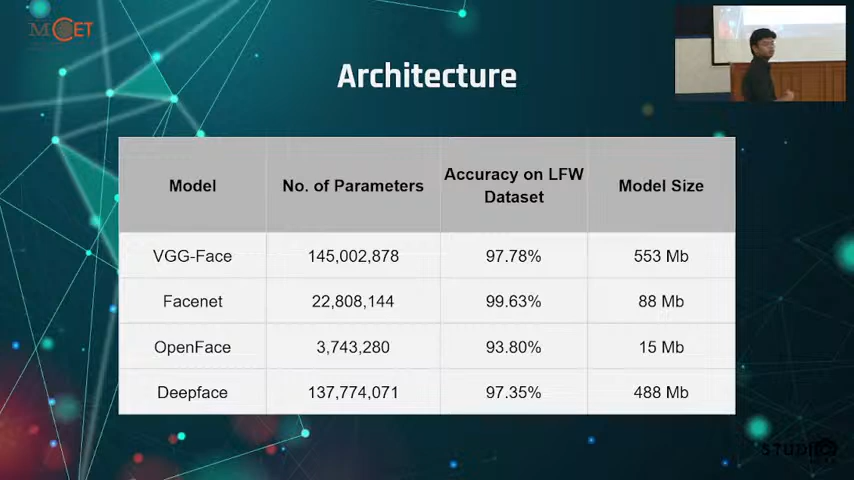 MCET
Architecture
Model
No. of Parameters
Accuracy on LFW
Dataset
Model Size
VGG-Face
145,002,878
97.78%
553 Mb
Facenet
22,808,144
99.63%
88 Mb
OpenFace
3,743,280
93.80%
15 Mb
Deepface
137,774,071
97.35%
488 Mb